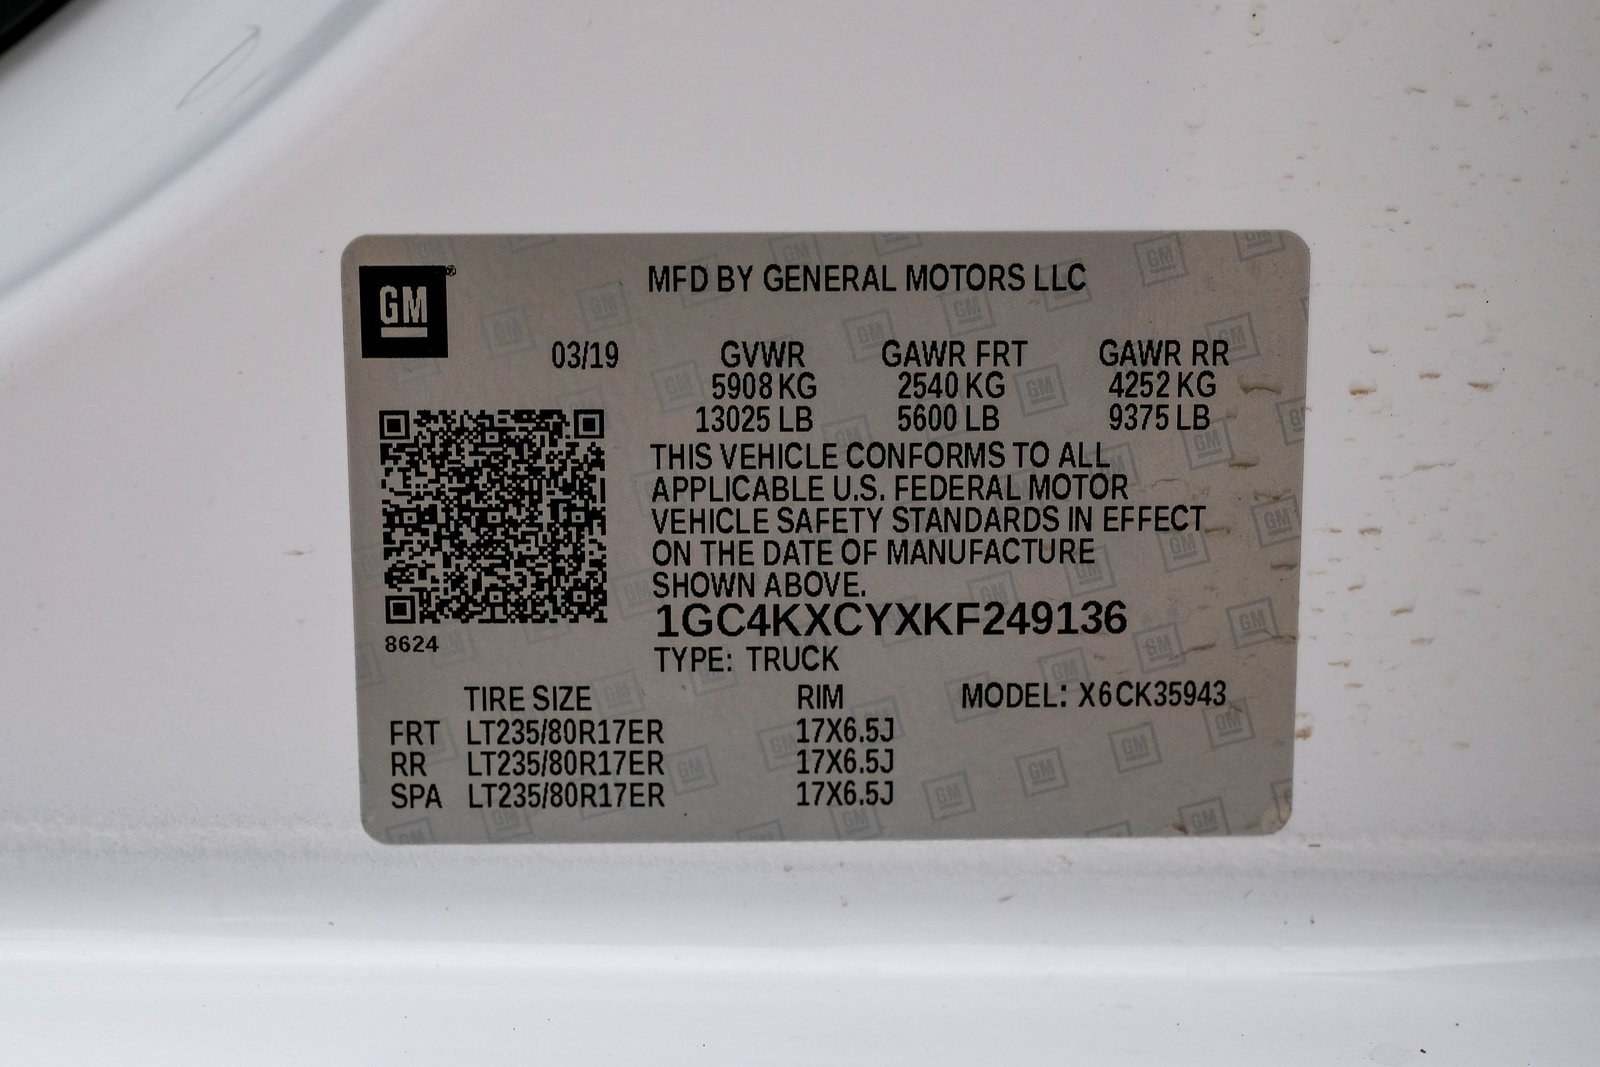 GM®
MFD BY GENERAL MOTORS LLC
03/19 GVWR GAWR FRT GAWR RR
5908 KG 2540 KG 4252 KG
13025 LB 5600 LB 9375 LB
THIS VEHICLE CONFORMS TO ALL
APPLICABLE U.S. FEDERAL MOTOR
VEHICLE SAFETY STANDARDS IN EFFECT
ON THE DATE OF MANUFACTURE
SHOWN ABOVE.
1GC4KXCYXKF249136
8624
TYPE: TRUCK
TIRE SIZE RIM MODEL: X6CK35943
FRT LT235/80R17ER 17X6.5J
RR LT235/80R17ER 17X6.5J
SPA LT235/80R17ER 17X6.5J